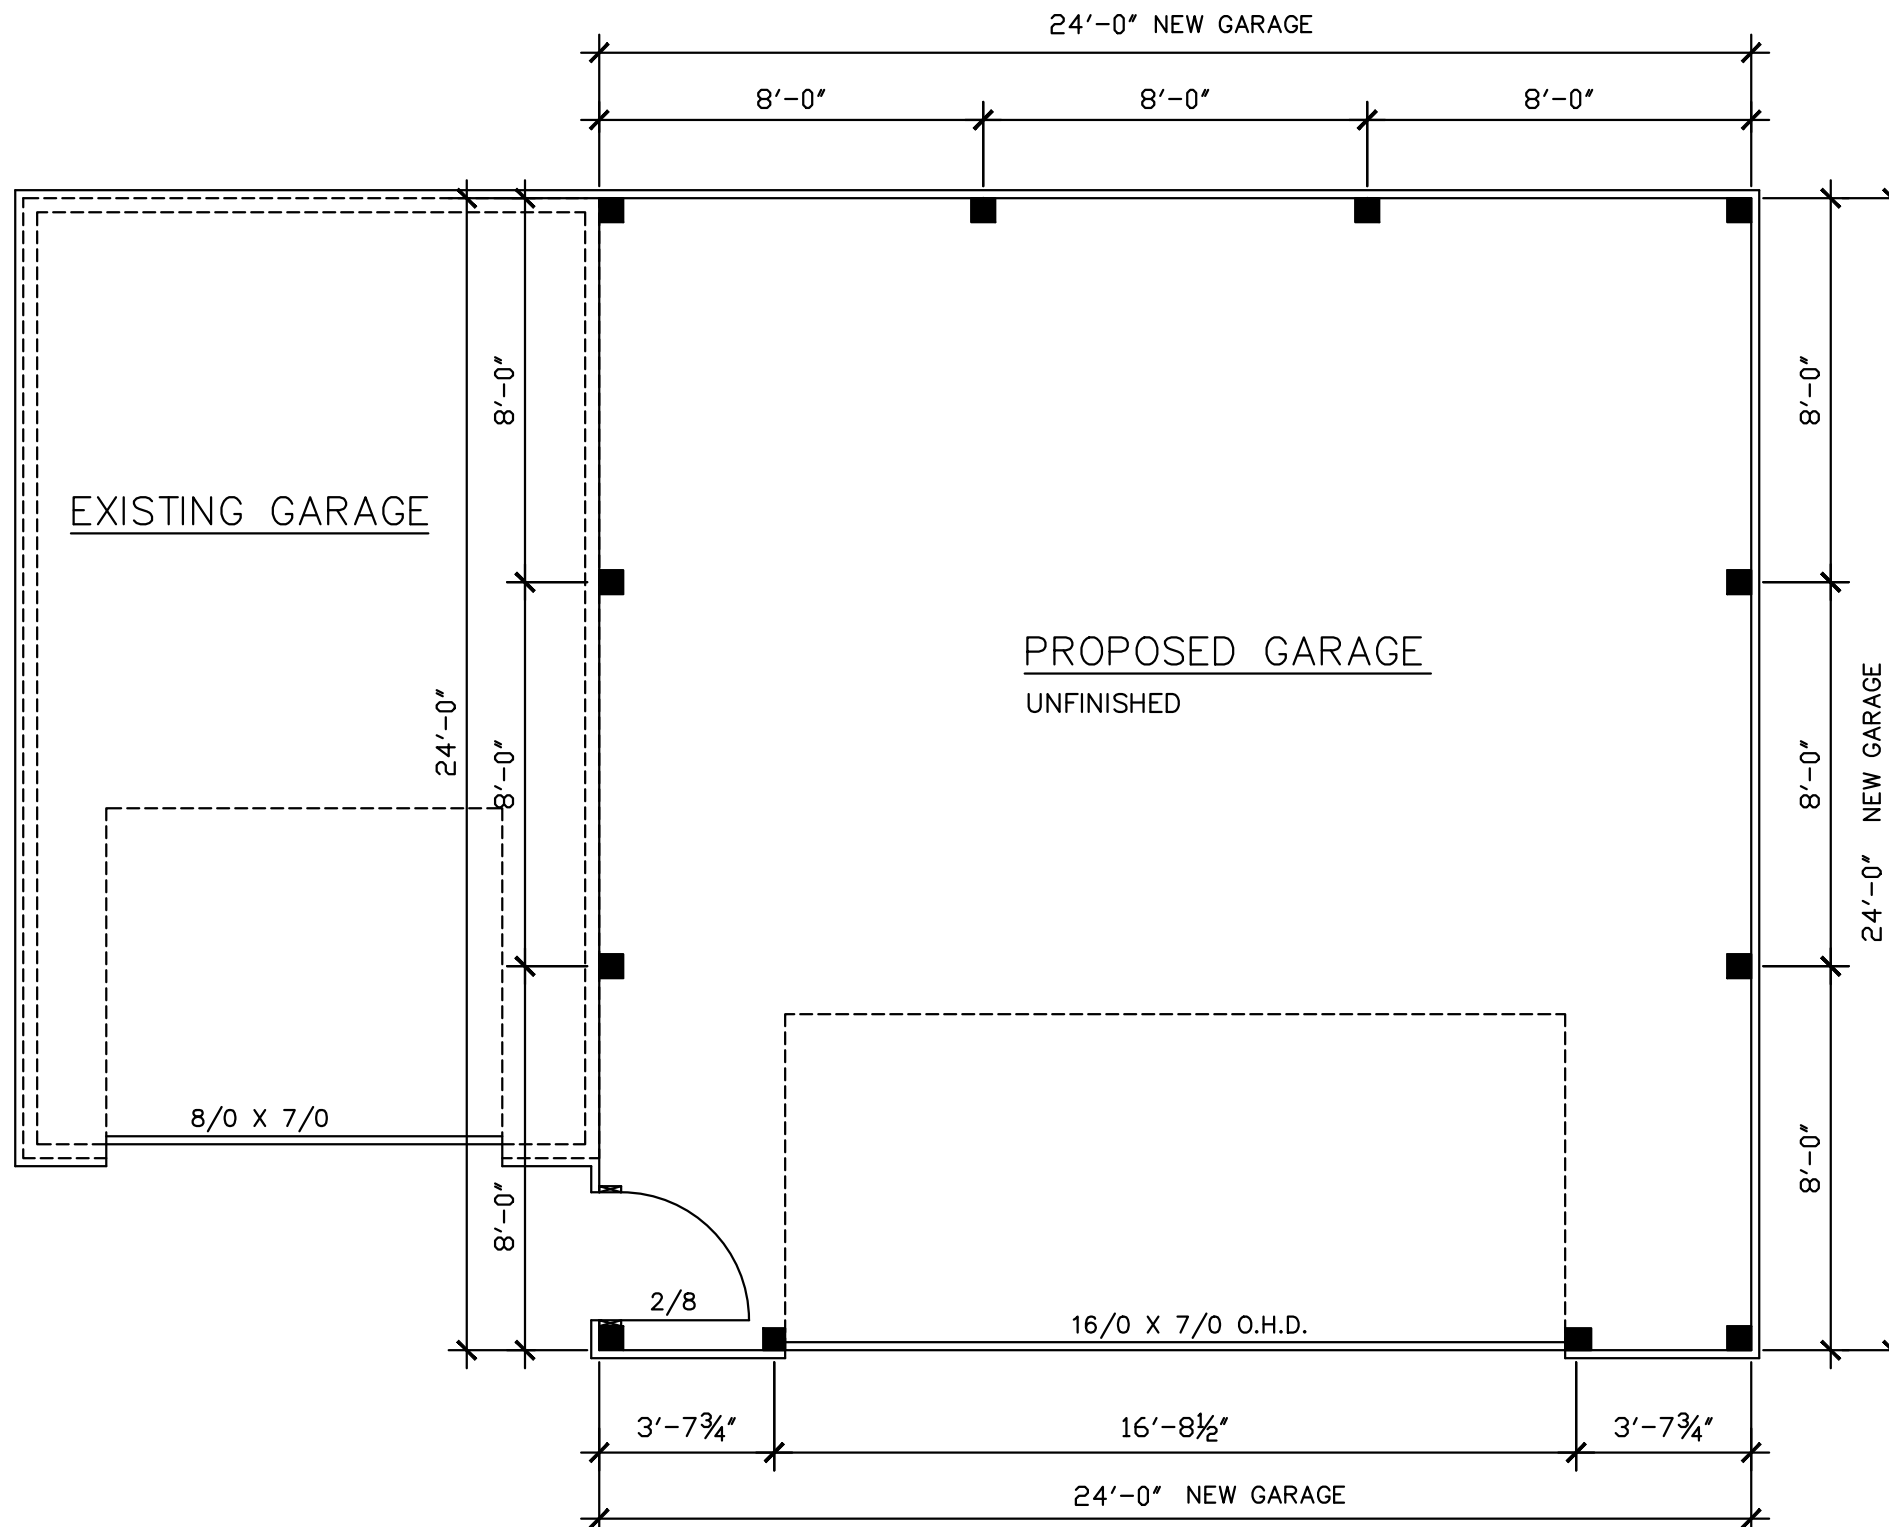 24'-0" NEW GARAGE
8'-0"
8'-0"
8'-0"
8'-0"
8'-0"
EXISTING GARAGE
PROPOSED GARAGE
UNFINISHED
24'-0"
8'-0"
8'-0"
24'-0" NEW GARAGE
8/0 X 7/0
8'-0"
8'-0"
2/8
16/0 X 7/0 O.H.D.
3'-7¾"
16'-8½"
3'-7¾"
24'-0" NEW GARAGE